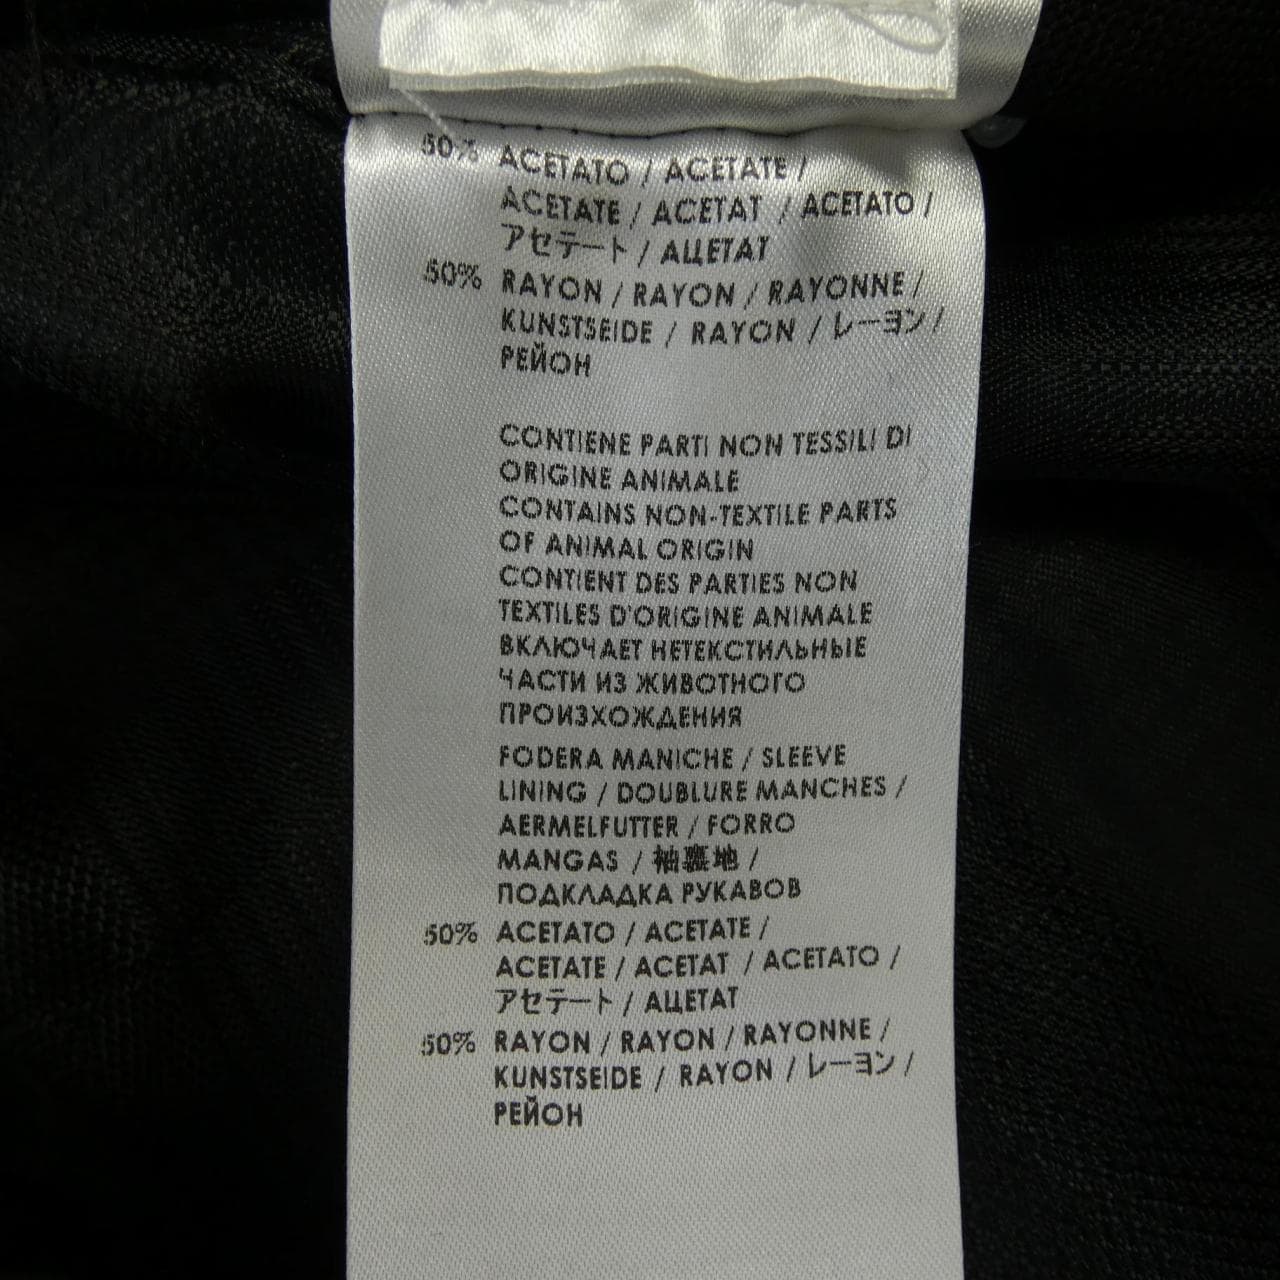 50% ACETATO / ACETATE /
ACETATE / ACETAT / ACETATO /
アセテート / АЦЕТАТ
50% RAYON / RAYON / RAYONNE /
KUNSTSEIDE / RAYON / レーヨン /
РЕЙОН
CONTIENE PARTI NON TESSILI DI
ORIGINE ANIMALE
CONTAINS NON-TEXTILE PARTS
OF ANIMAL ORIGIN
CONTIENT DES PARTIES NON
TEXTILES D'ORIGINE ANIMALE
ВКЛЮЧАЕТ НЕТЕКСТИЛЬНЫЕ
ЧАСТИ ИЗ ЖИВОТНОГО
ПРОИЗХОЖДЕНИЯ
FODERA MANICHE / SLEEVE
LINING / DOUBLURE MANCHES /
AERMELFUTTER / FORRO
MANGAS / 袖裏地 /
ПОДКЛАДКА РУКАВОВ
50% ACETATO / ACETATE /
ACETATE / ACETAT / ACETATO /
アセテート / АЦЕТАТ
50% RAYON / RAYON / RAYONNE /
KUNSTSEIDE / RAYON / レーヨン /
РЕЙОН